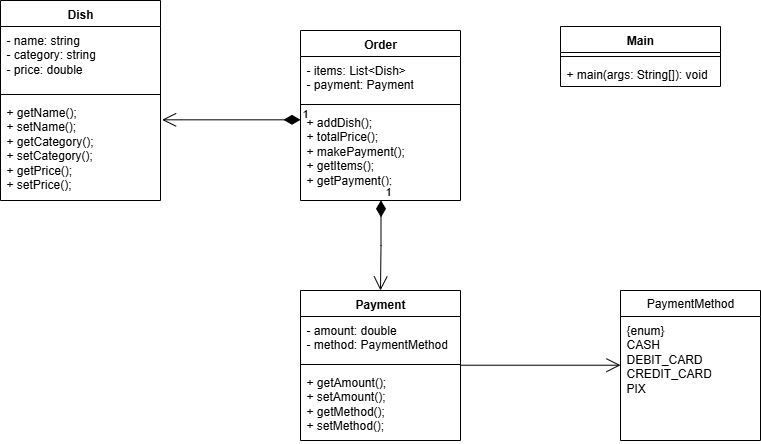 Dish
- name: string
- category: string
- price: double
+ getName();
+ setName();
+ getCategory();
+ setCategory();
+ getPrice();
+ setPrice();
Order
- items: List<Dish>
- payment: Payment
1
+ addDish();
+ totalPrice();
+ makePayment();
+ getItems();
+ getPayment();
1
Main
+ main(args: String[]): void
Payment
- amount: double
- method: PaymentMethod
+ getAmount();
+ setAmount();
+ getMethod();
+ setMethod();
PaymentMethod
{enum}
CASH
DEBIT_CARD
CREDIT_CARD
PIX